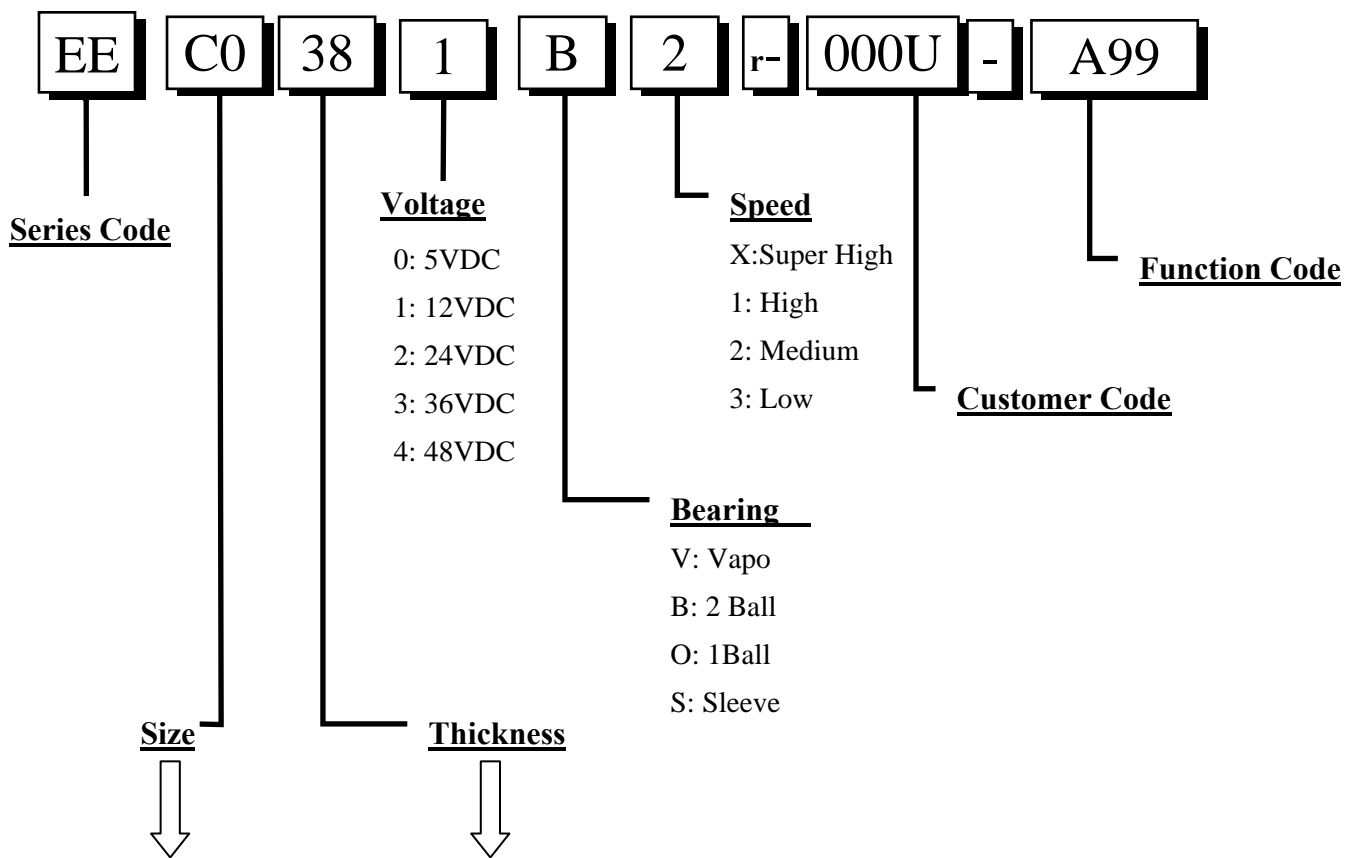 EE C0 38 1 B 2 r- 000U - A99
Series Code
Voltage
0: 5VDC
1: 12VDC
2: 24VDC
3: 36VDC
4: 48VDC
Speed
X:Super High
1: High
2: Medium
3: Low
Function Code
Customer Code
Bearing
V: Vapo
B: 2 Ball
O: 1Ball
S: Sleeve
Size
Thickness